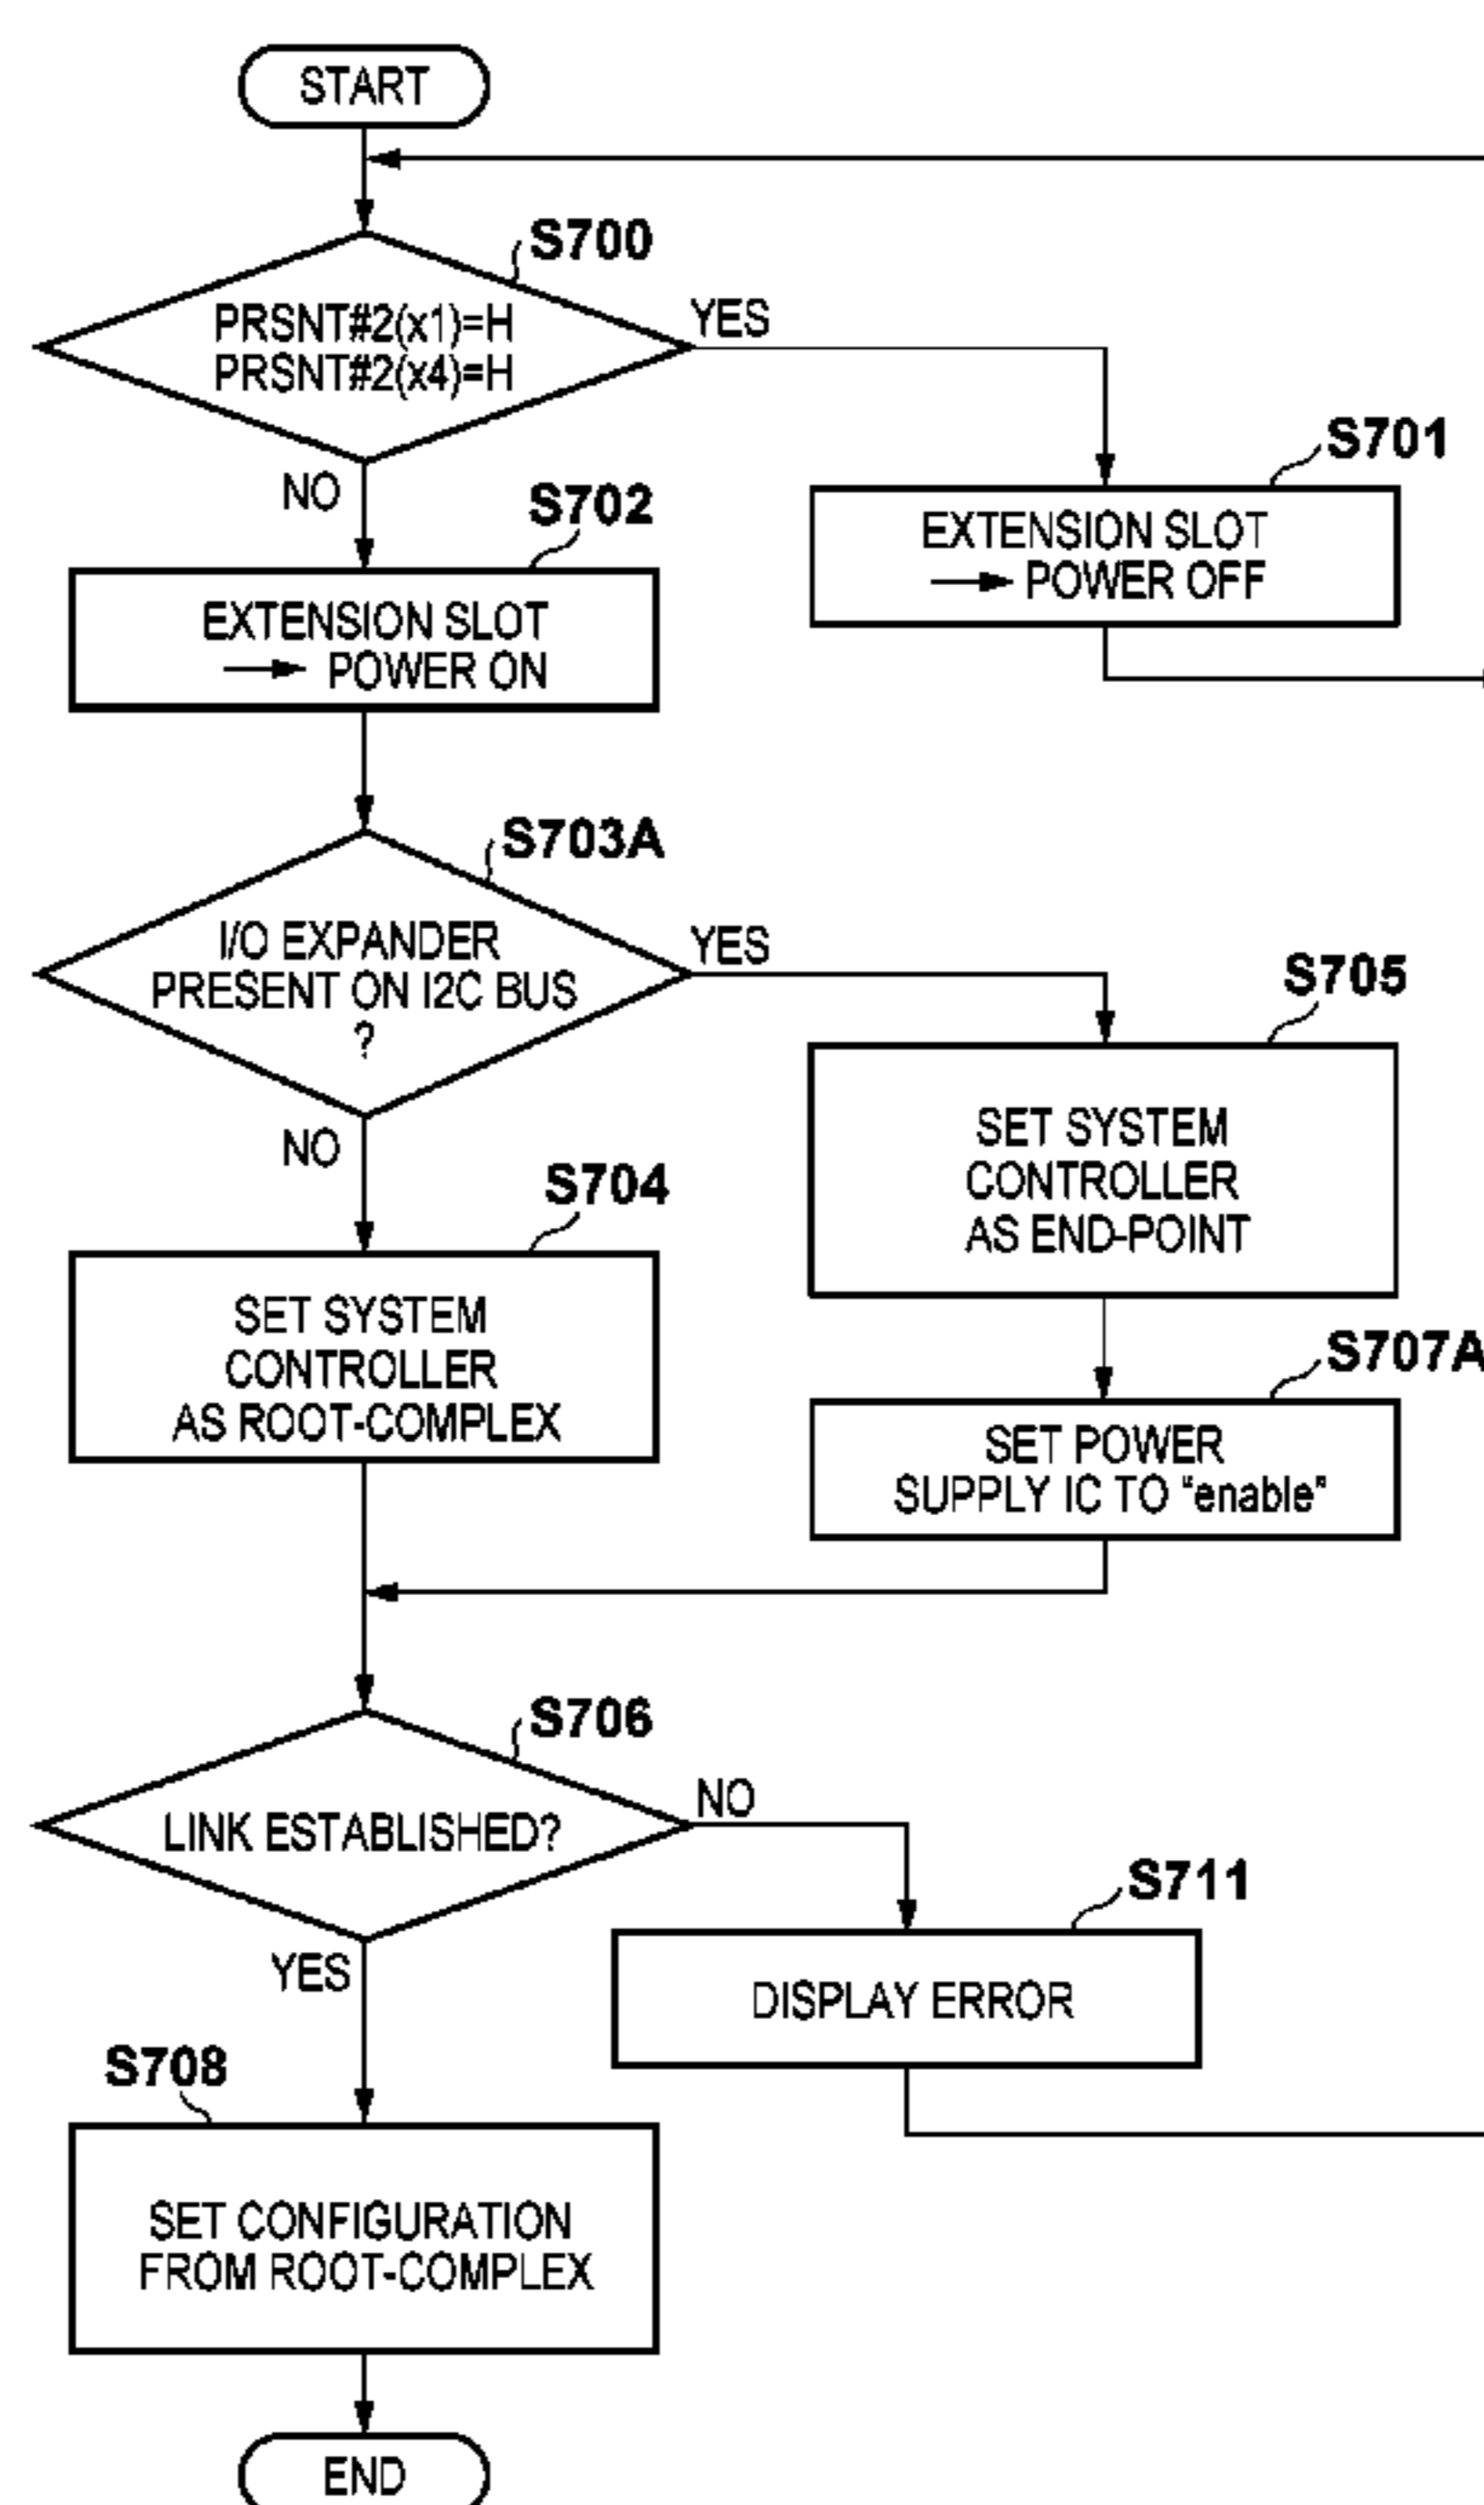 START
S700
PRSNT#2(x1)=H
PRSNT#2(x4)=H
YES
NO
S701
EXTENSION SLOT
POWER OFF
S702
EXTENSION SLOT
POWER ON
S703A
I/O EXPANDER
PRESENT ON I2C BUS
?
YES
NO
S705
SET SYSTEM
CONTROLLER
AS END-POINT
S704
SET SYSTEM
CONTROLLER
AS ROOT-COMPLEX
S707A
SET POWER
SUPPLY IC TO “enable”
S706
LINK ESTABLISHED?
NO
YES
S711
DISPLAY ERROR
S708
SET CONFIGURATION
FROM ROOT-COMPLEX
END